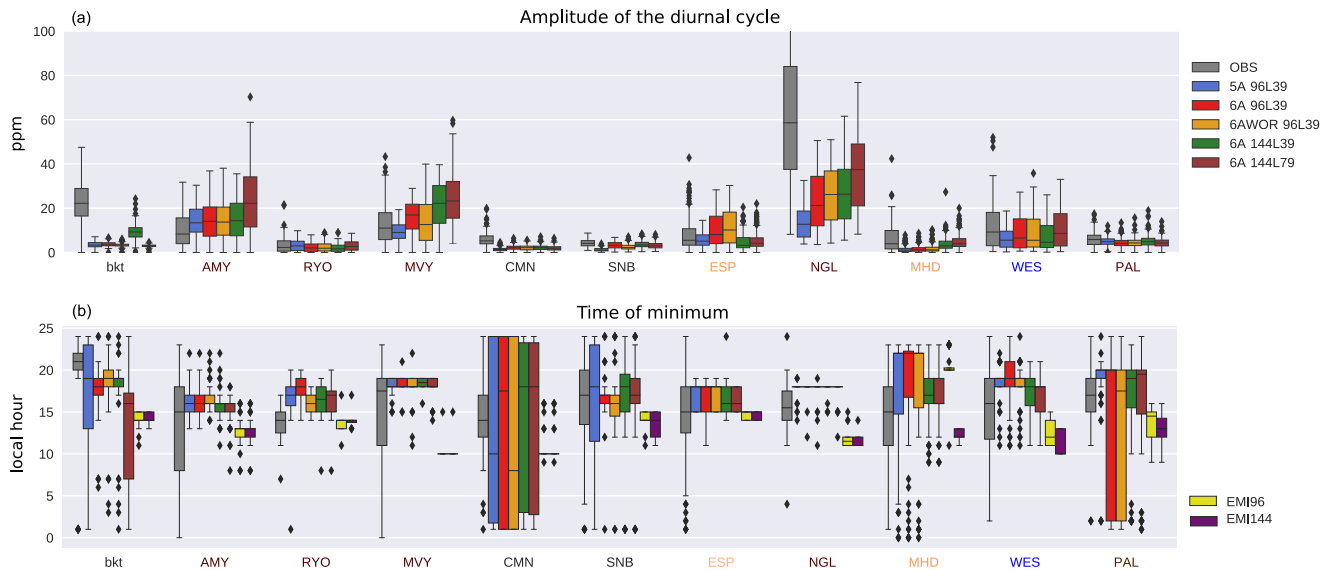 (a)
Amplitude of the diurnal cycle
100
80
60
40
20
0
ppm
bkt AMY RYO MVY CMN SNB ESP NGL MHD WES PAL
OBS
5A 96L39
6A 96L39
6AWOR 96L39
6A 144L39
6A 144L79
(b)
Time of minimum
25
20
15
10
5
0
local hour
bkt AMY RYO MVY CMN SNB ESP NGL MHD WES PAL
EMI96
EMI144